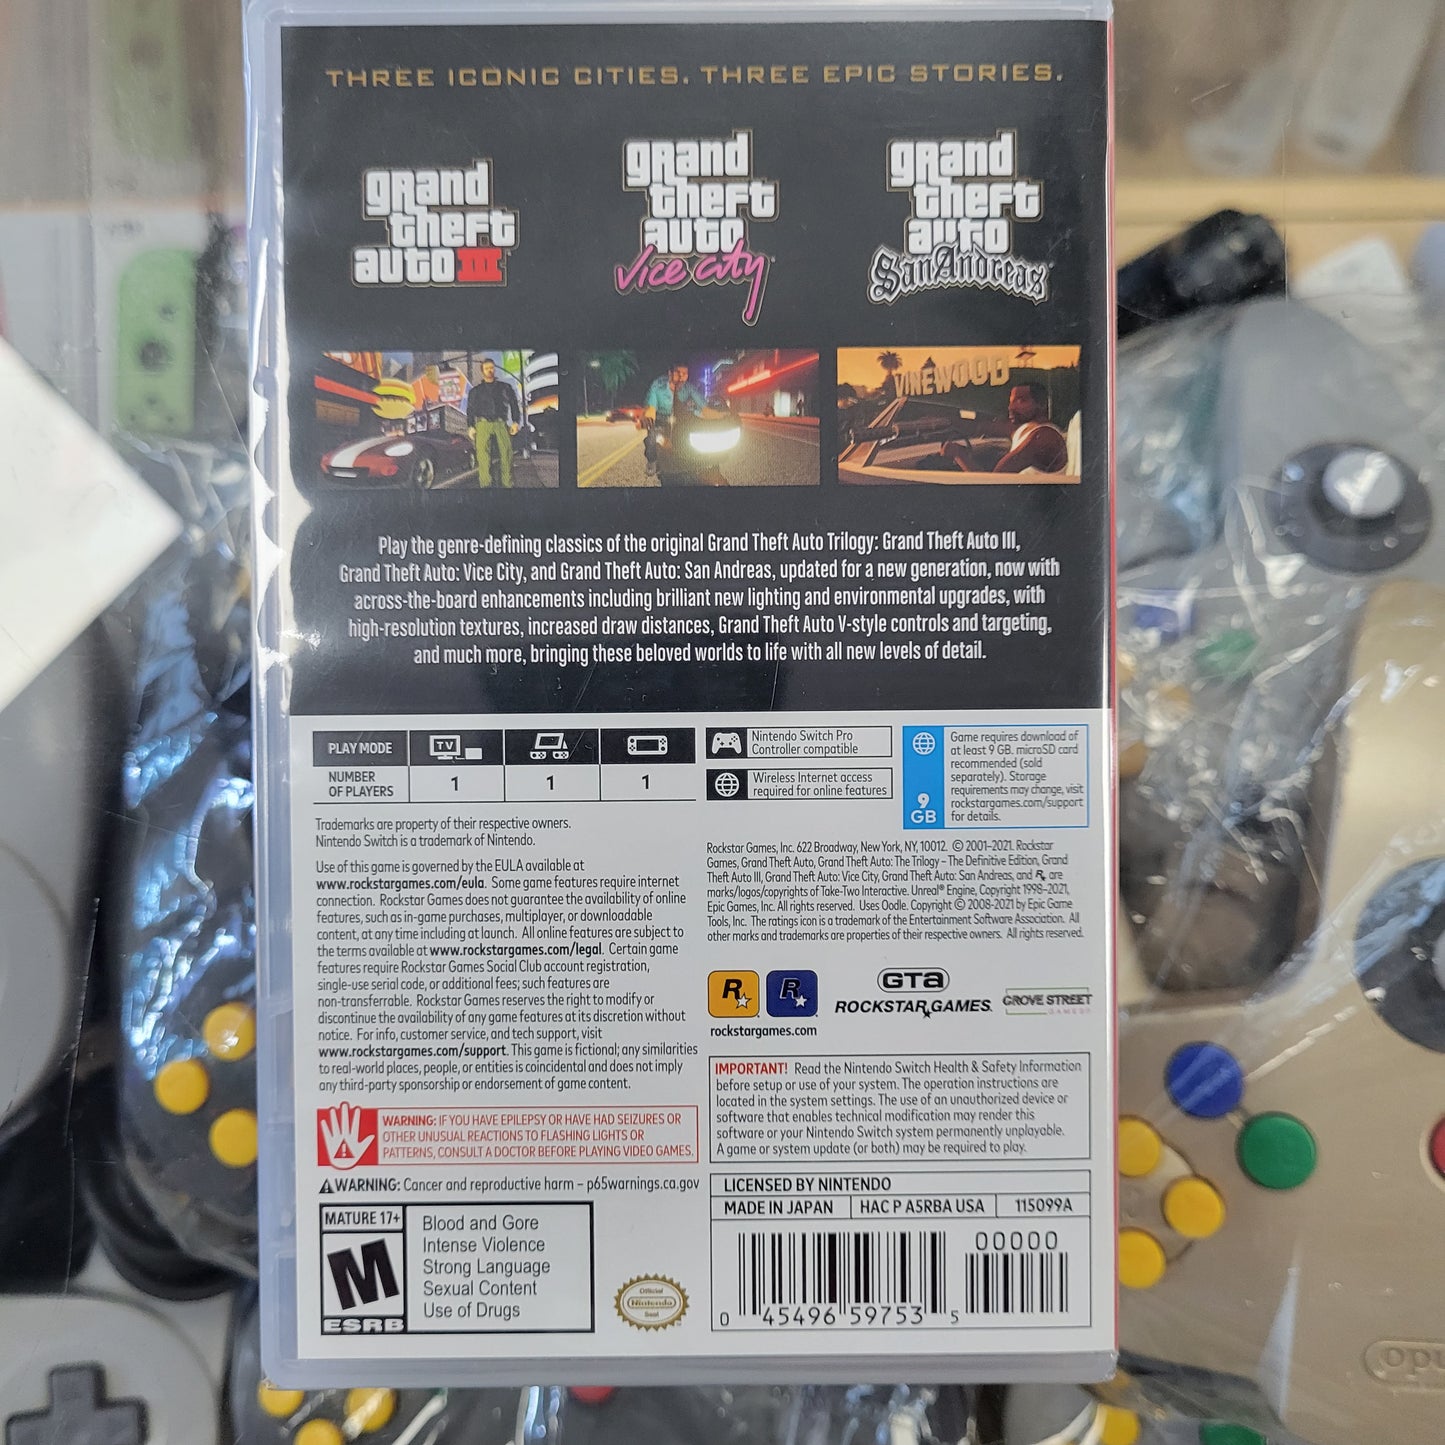 THREE ICONIC CITIES. THREE EPIC STORIES.
grand
theft
auto III
grand
theft
auto
Vice City
grand
theft
auto
San Andreas
VINEWOOD
Play the genre-defining classics of the original Grand Theft Auto Trilogy: Grand Theft Auto III,
Grand Theft Auto: Vice City, and Grand Theft Auto: San Andreas, updated for a new generation, now with
across-the-board enhancements including brilliant new lighting and environmental upgrades, with
high-resolution textures, increased draw distances, Grand Theft Auto V-style controls and targeting,
and much more, bringing these beloved worlds to life with all new levels of detail.
PLAY MODE
TV
NUMBER
OF PLAYERS
1
1
1
Nintendo Switch Pro
Controller compatible
Wireless Internet access
required for online features
9
GB
Game requires download of
at least 9 GB. microSD card
recommended (sold
separately). Storage
requirements may change, visit
rockstargames.com/support
for details.
Trademarks are property of their respective owners.
Nintendo Switch is a trademark of Nintendo.
Use of this game is governed by the EULA available at
www.rockstargames.com/eula. Some game features require internet
connection. Rockstar Games does not guarantee the availability of online
features, such as in-game purchases, multiplayer, or downloadable
content, at any time including at launch. All online features are subject to
the terms available at www.rockstargames.com/legal. Certain game
features require Rockstar Games Social Club account registration,
single-use serial code, or additional fees; such features are
non-transferrable. Rockstar Games reserves the right to modify or
discontinue the availability of any game features at its discretion without
notice. For info, customer service, and tech support, visit
www.rockstargames.com/support. This game is fictional; any similarities
to real-world places, people, or entities is coincidental and does not imply
any third-party sponsorship or endorsement of game content.
Rockstar Games, Inc. 622 Broadway, New York, NY, 10012. © 2001-2021. Rockstar
Games, Grand Theft Auto, Grand Theft Auto: The Trilogy – The Definitive Edition, Grand
Theft Auto III, Grand Theft Auto: Vice City, Grand Theft Auto: San Andreas, and R★ are
marks/logos/copyrights of Take-Two Interactive. Unreal® Engine, Copyright 1998-2021,
Epic Games, Inc. All rights reserved. Uses Oodle. Copyright © 2008-2021 by Epic Game
Tools, Inc. The ratings icon is a trademark of the Entertainment Software Association. All
other marks and trademarks are properties of their respective owners. All rights reserved.
R★
R★
rockstargames.com
GTA
ROCKSTAR GAMES.
GROVE STREET
GAMES
WARNING: IF YOU HAVE EPILEPSY OR HAVE HAD SEIZURES OR
OTHER UNUSUAL REACTIONS TO FLASHING LIGHTS OR
PATTERNS, CONSULT A DOCTOR BEFORE PLAYING VIDEO GAMES.
WARNING: Cancer and reproductive harm – p65warnings.ca.gov
IMPORTANT! Read the Nintendo Switch Health & Safety Information
before setup or use of your system. The operation instructions are
located in the system settings. The use of an unauthorized device or
software that enables technical modification may render this
software or your Nintendo Switch system permanently unplayable.
A game or system update (or both) may be required to play.
MATURE 17+
M
ESRB
Blood and Gore
Intense Violence
Strong Language
Sexual Content
Use of Drugs
Official
Nintendo
Seal
LICENSED BY NINTENDO
MADE IN JAPAN
HAC P A5RBA USA
115099A
00000
0 45496 59753 5